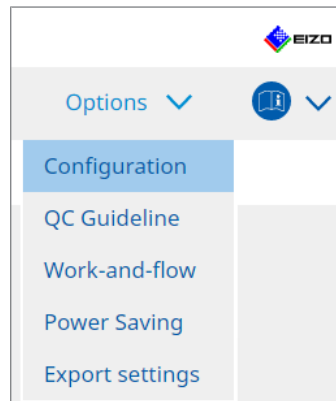 EIZO
Options
Configuration
QC Guideline
Work-and-flow
Power Saving
Export settings